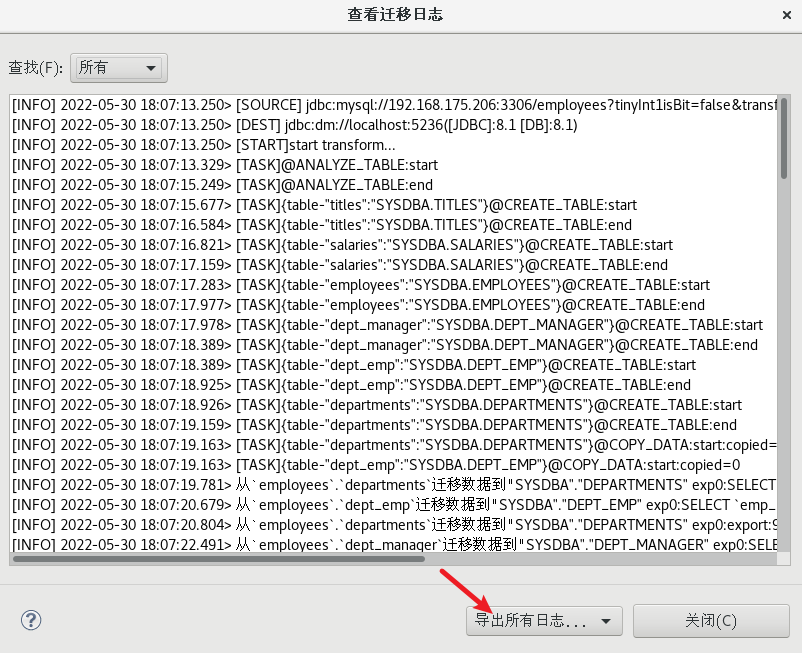 查看迁移日志
查找(F): 所有
[INFO] 2022-05-30 18:07:13.250> [SOURCE] jdbc:mysql://192.168.175.206:3306/employees?tinyInt1isBit=false&transf
[INFO] 2022-05-30 18:07:13.250> [DEST] jdbc:dm://localhost:5236([JDBC]:8.1 [DB]:8.1)
[INFO] 2022-05-30 18:07:13.250> [START]start transform...
[INFO] 2022-05-30 18:07:13.329> [TASK]@ANALYZE_TABLE:start
[INFO] 2022-05-30 18:07:15.249> [TASK]@ANALYZE_TABLE:end
[INFO] 2022-05-30 18:07:15.677> [TASK]{table-"titles":"SYSDBA.TITLES"}@CREATE_TABLE:start
[INFO] 2022-05-30 18:07:16.584> [TASK]{table-"titles":"SYSDBA.TITLES"}@CREATE_TABLE:end
[INFO] 2022-05-30 18:07:16.821> [TASK]{table-"salaries":"SYSDBA.SALARIES"}@CREATE_TABLE:start
[INFO] 2022-05-30 18:07:17.159> [TASK]{table-"salaries":"SYSDBA.SALARIES"}@CREATE_TABLE:end
[INFO] 2022-05-30 18:07:17.283> [TASK]{table-"employees":"SYSDBA.EMPLOYEES"}@CREATE_TABLE:start
[INFO] 2022-05-30 18:07:17.977> [TASK]{table-"employees":"SYSDBA.EMPLOYEES"}@CREATE_TABLE:end
[INFO] 2022-05-30 18:07:17.978> [TASK]{table-"dept_manager":"SYSDBA.DEPT_MANAGER"}@CREATE_TABLE:start
[INFO] 2022-05-30 18:07:18.389> [TASK]{table-"dept_manager":"SYSDBA.DEPT_MANAGER"}@CREATE_TABLE:end
[INFO] 2022-05-30 18:07:18.389> [TASK]{table-"dept_emp":"SYSDBA.DEPT_EMP"}@CREATE_TABLE:start
[INFO] 2022-05-30 18:07:18.925> [TASK]{table-"dept_emp":"SYSDBA.DEPT_EMP"}@CREATE_TABLE:end
[INFO] 2022-05-30 18:07:18.926> [TASK]{table-"departments":"SYSDBA.DEPARTMENTS"}@CREATE_TABLE:start
[INFO] 2022-05-30 18:07:19.159> [TASK]{table-"departments":"SYSDBA.DEPARTMENTS"}@CREATE_TABLE:end
[INFO] 2022-05-30 18:07:19.163> [TASK]{table-"departments":"SYSDBA.DEPARTMENTS"}@COPY_DATA:start:copied=
[INFO] 2022-05-30 18:07:19.163> [TASK]{table-"dept_emp":"SYSDBA.DEPT_EMP"}@COPY_DATA:start:copied=0
[INFO] 2022-05-30 18:07:19.781> 从`employees`.`departments`迁移数据到"SYSDBA"."DEPARTMENTS" exp0:SELECT
[INFO] 2022-05-30 18:07:20.679> 从`employees`.`dept_emp`迁移数据到"SYSDBA"."DEPT_EMP" exp0:SELECT `emp_
[INFO] 2022-05-30 18:07:20.804> 从`employees`.`departments`迁移数据到"SYSDBA"."DEPARTMENTS" exp0:export:9
[INFO] 2022-05-30 18:07:22.491> 从`employees`.`dept_manager`迁移数据到"SYSDBA"."DEPT_MANAGER" exp0:SELE
导出所有日志... 关闭(C)